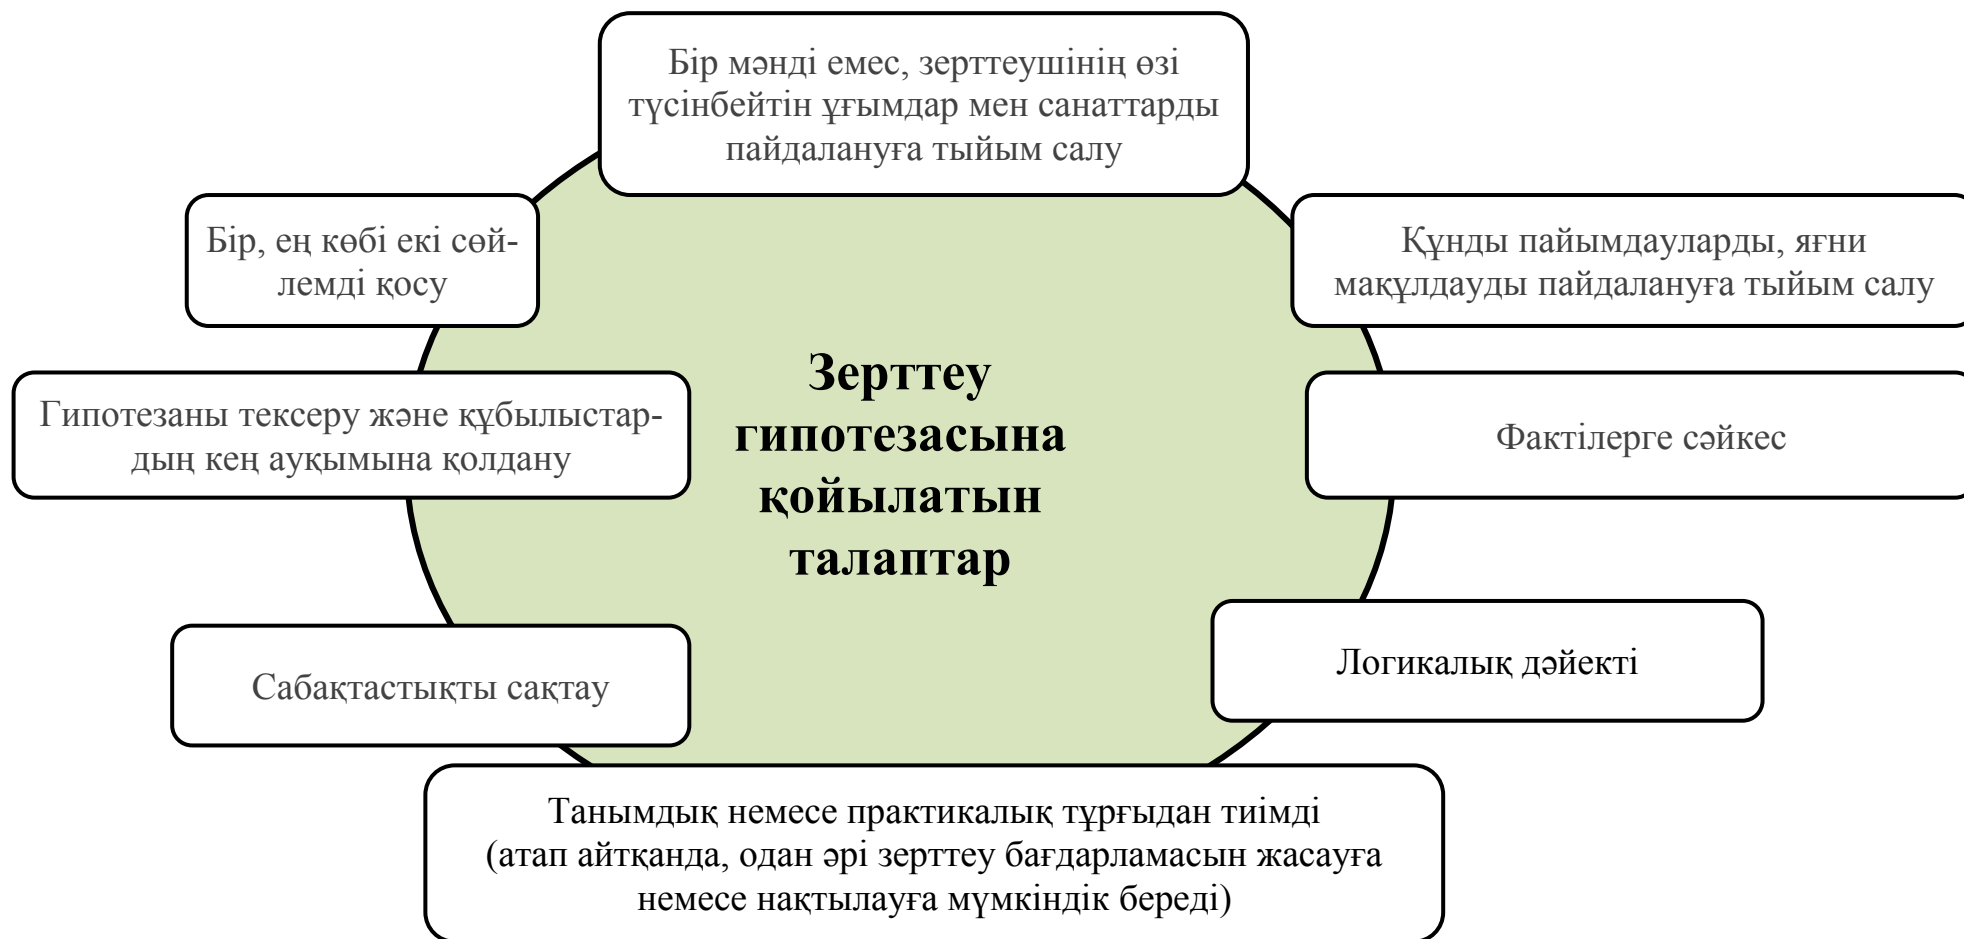 Бір мәнді емес, зерттеушінің өзі
түсінбейтін ұғымдар мен санаттарды
пайдалануға тыйым салу
Бір, ең көбі екі сөй-
лемді қосу
Құнды пайымдауларды, яғни
мақұлдауды пайдалануға тыйым салу
Гипотезаны тексеру және құбылыстар-
дың кең ауқымына қолдану
Зерттеу
гипотезасына
қойылатын
талаптар
Фактілерге сәйкес
Сабақтастықты сақтау
Логикалық дәйекті
Танымдық немесе практикалық тұрғыдан тиімді
(атап айтқанда, одан әрі зерттеу бағдарламасын жасауға
немесе нақтылауға мүмкіндік береді)